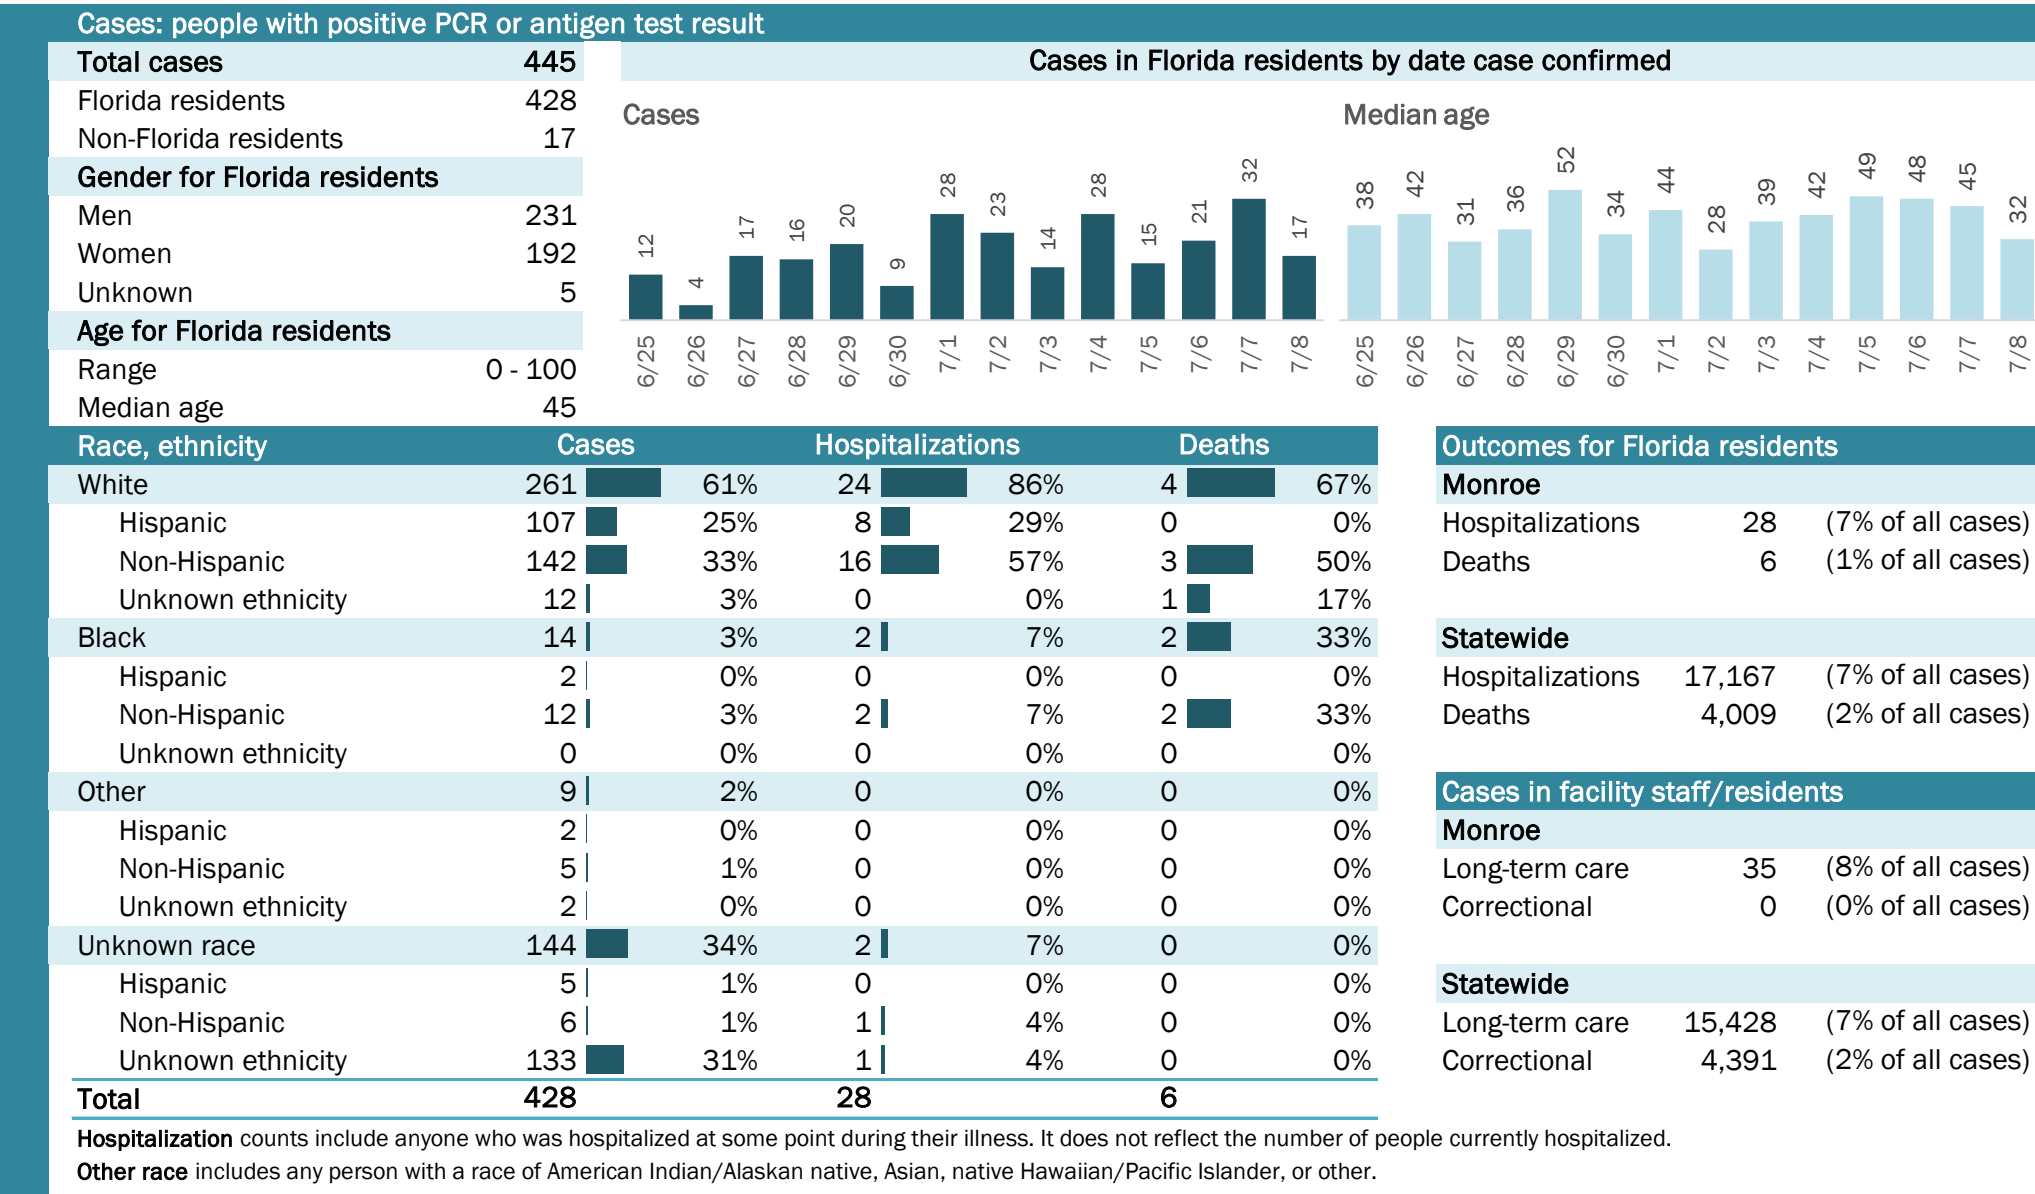 Cases: people with positive PCR or antigen test result
Total cases 445
Florida residents 428
Non-Florida residents 17
Gender for Florida residents
Men 231
Women 192
Unknown 5
Age for Florida residents
Range 0 - 100
Median age 45
Cases in Florida residents by date case confirmed
Cases
12 4 17 16 20 9 28 23 14 28 15 21 32 17
6/25 6/26 6/27 6/28 6/29 6/30 7/1 7/2 7/3 7/4 7/5 7/6 7/7 7/8
Median age
38 42 31 36 52 34 44 28 39 42 49 48 45 32
6/25 6/26 6/27 6/28 6/29 6/30 7/1 7/2 7/3 7/4 7/5 7/6 7/7 7/8
Race, ethnicity Cases Hospitalizations Deaths
White 261 61% 24 86% 4 67%
Hispanic 107 25% 8 29% 0 0%
Non-Hispanic 142 33% 16 57% 3 50%
Unknown ethnicity 12 3% 0 0% 1 17%
Black 14 3% 2 7% 2 33%
Hispanic 2 0% 0 0% 0 0%
Non-Hispanic 12 3% 2 7% 2 33%
Unknown ethnicity 0 0% 0 0% 0 0%
Other 9 2% 0 0% 0 0%
Hispanic 2 0% 0 0% 0 0%
Non-Hispanic 5 1% 0 0% 0 0%
Unknown ethnicity 2 0% 0 0% 0 0%
Unknown race 144 34% 2 7% 0 0%
Hispanic 5 1% 0 0% 0 0%
Non-Hispanic 6 1% 1 4% 0 0%
Unknown ethnicity 133 31% 1 4% 0 0%
Total 428 28 6
Outcomes for Florida residents
Monroe
Hospitalizations 28 (7% of all cases)
Deaths 6 (1% of all cases)
Statewide
Hospitalizations 17,167 (7% of all cases)
Deaths 4,009 (2% of all cases)
Cases in facility staff/residents
Monroe
Long-term care 35 (8% of all cases)
Correctional 0 (0% of all cases)
Statewide
Long-term care 15,428 (7% of all cases)
Correctional 4,391 (2% of all cases)
Hospitalization counts include anyone who was hospitalized at some point during their illness. It does not reflect the number of people currently hospitalized.
Other race includes any person with a race of American Indian/Alaskan native, Asian, native Hawaiian/Pacific Islander, or other.